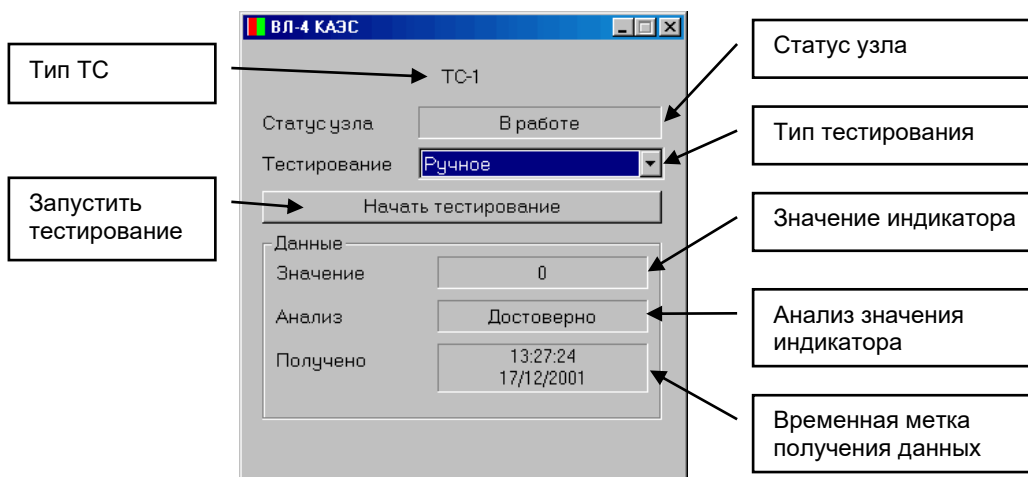 ВЛ-4 КАЭС
Тип ТС
ТС-1
Статус узла
Статус узла
В работе
Тестирование
Ручное
Тип тестирования
Запустить
тестирование
Начать тестирование
Значение индикатора
Данные
Значение
0
Анализ
Достоверно
Анализ значения
индикатора
Получено
13:27:24
17/12/2001
Временная метка
получения данных